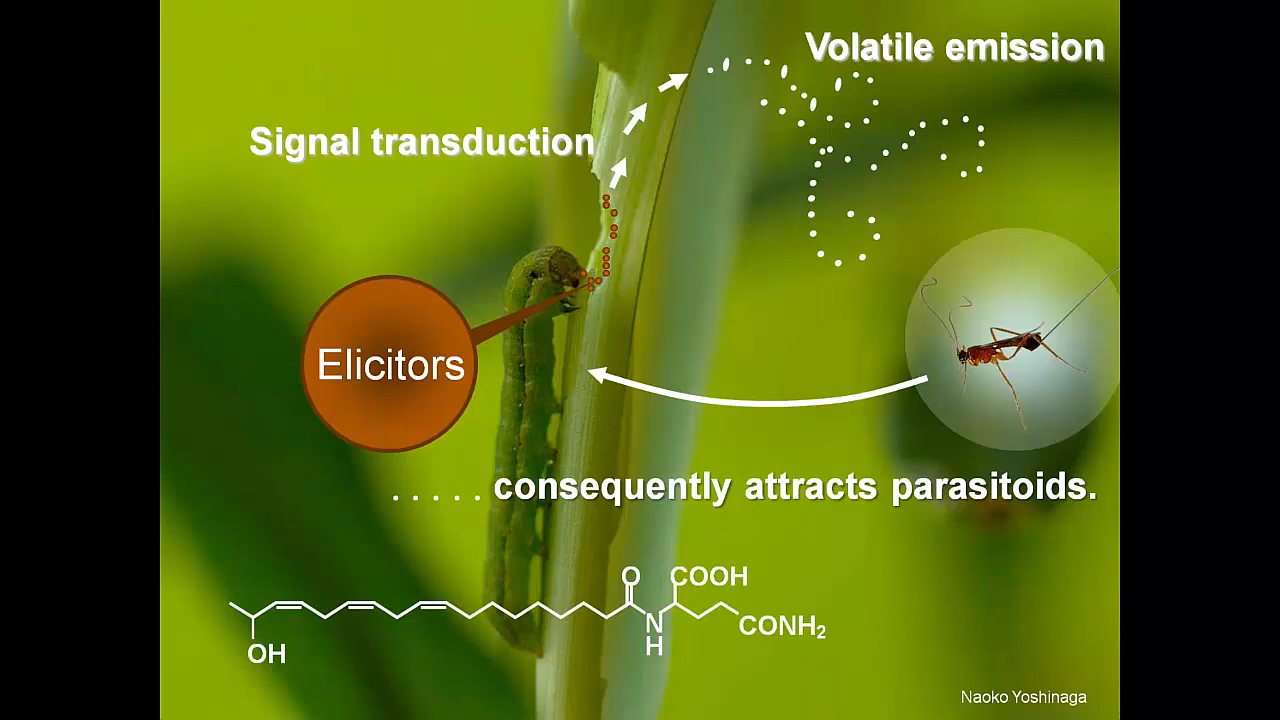 Volatile emission
Signal transduction
Elicitors
..... consequently attracts parasitoids.
O
COOH
N
H
CONH₂
OH
Naoko Yoshinaga